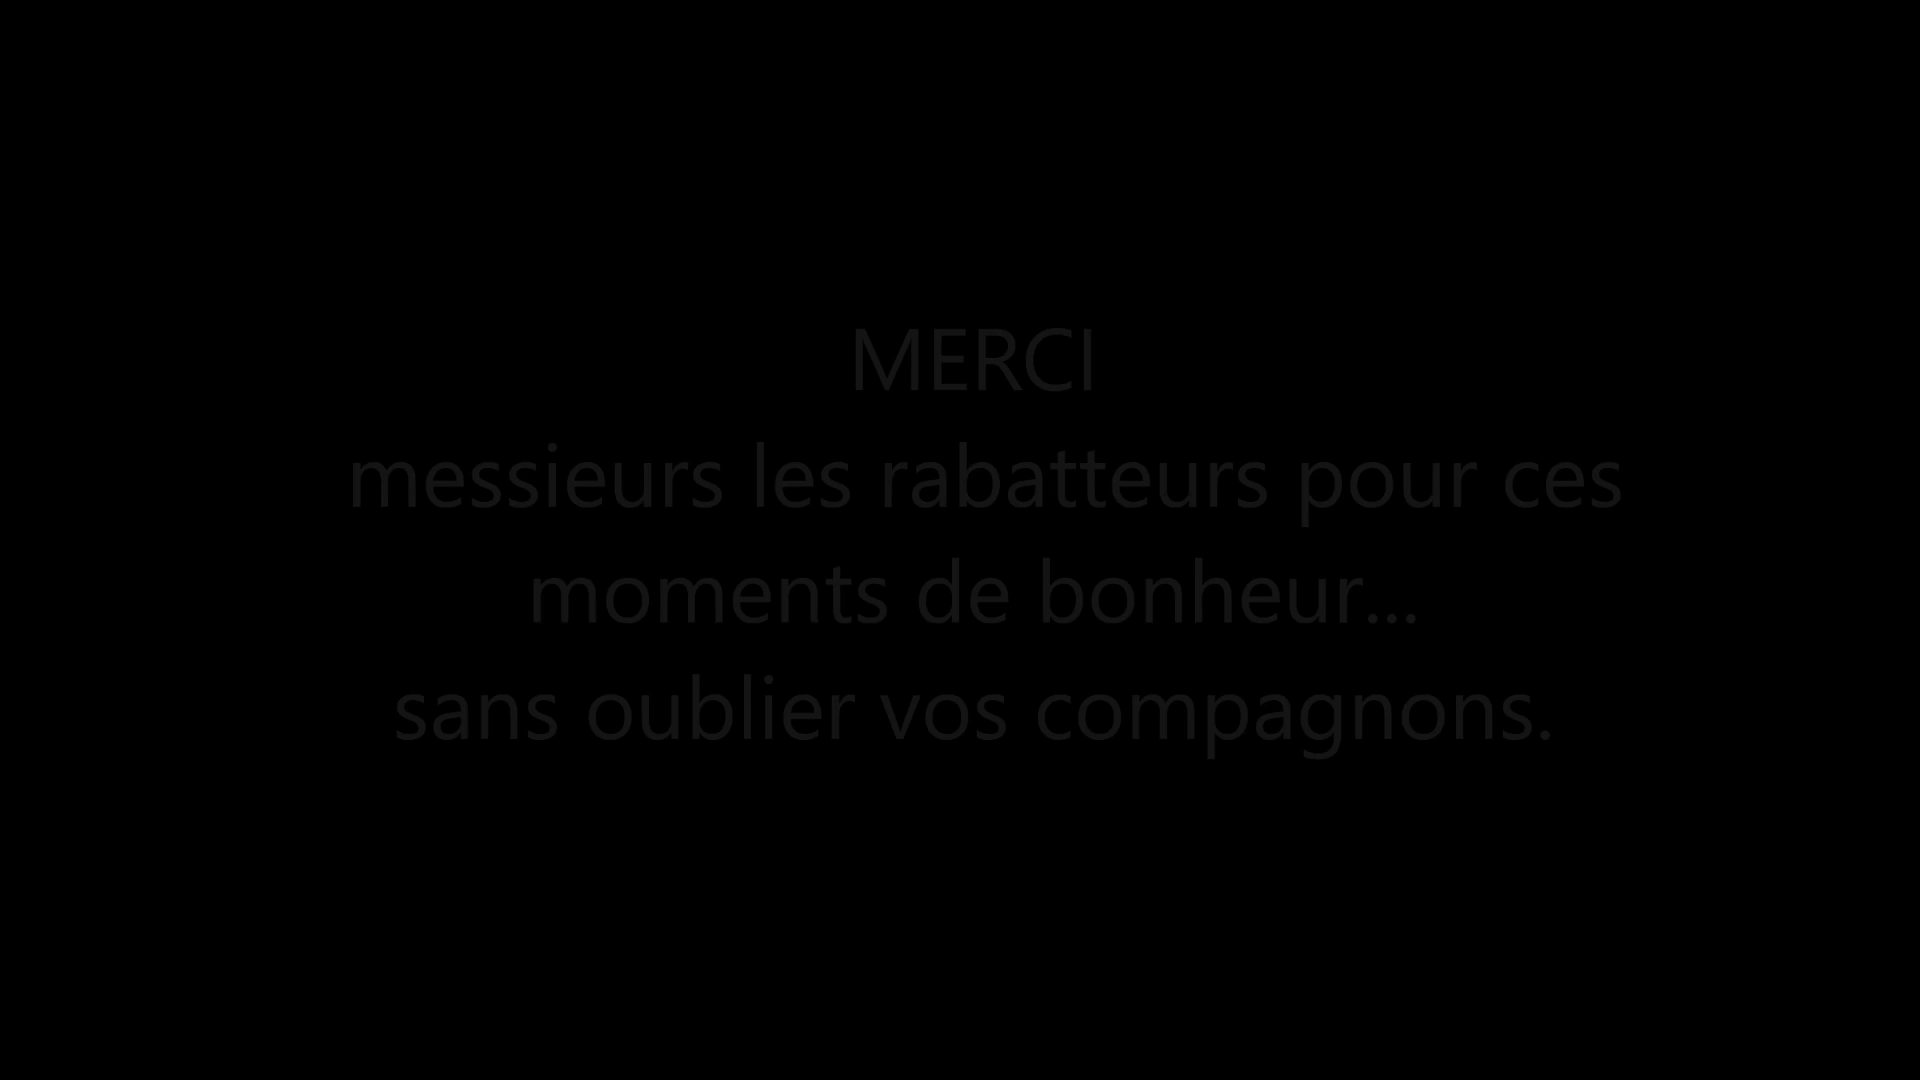 MERCI
messieurs les rabatteurs pour ces
moments de bonheur...
sans oublier vos compagnons.